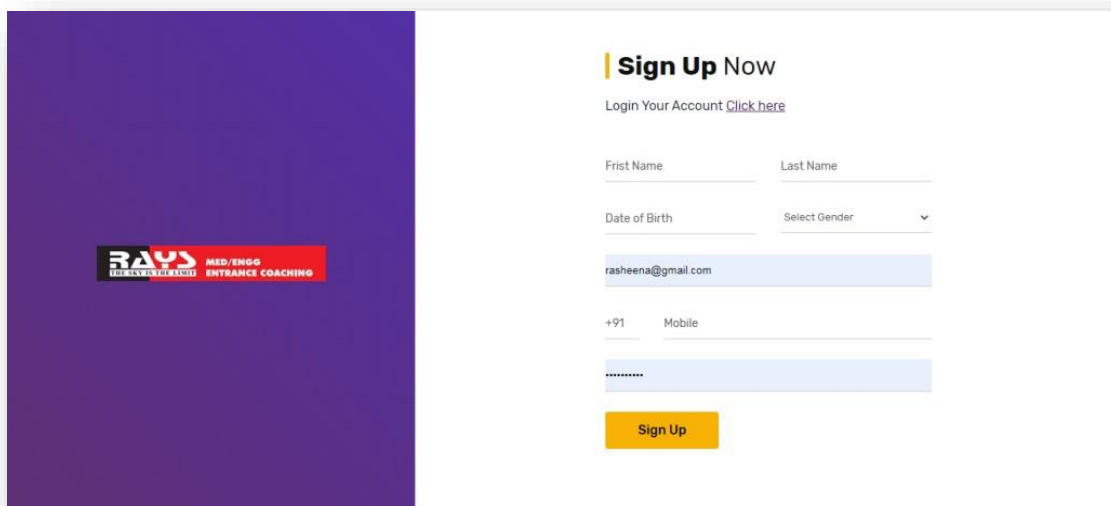 RAYS
THE SKY IS THE LIMIT
MED/ENGG
ENTRANCE COACHING
Sign Up Now
Login Your Account Click here
Frist Name Last Name
Date of Birth Select Gender
rasheena@gmail.com
+91 Mobile
••••••••••
Sign Up